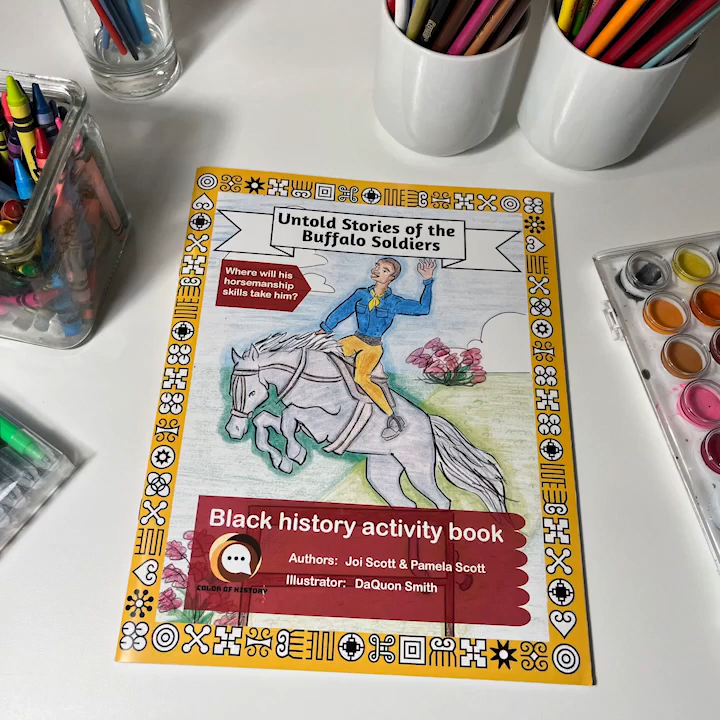 Untold Stories of the
Buffalo Soldiers
Where will his
horsemanship
skills take him?
Black history activity book
Authors: Joi Scott & Pamela Scott
Illustrator: DaQuon Smith
COLOR OF HISTORY